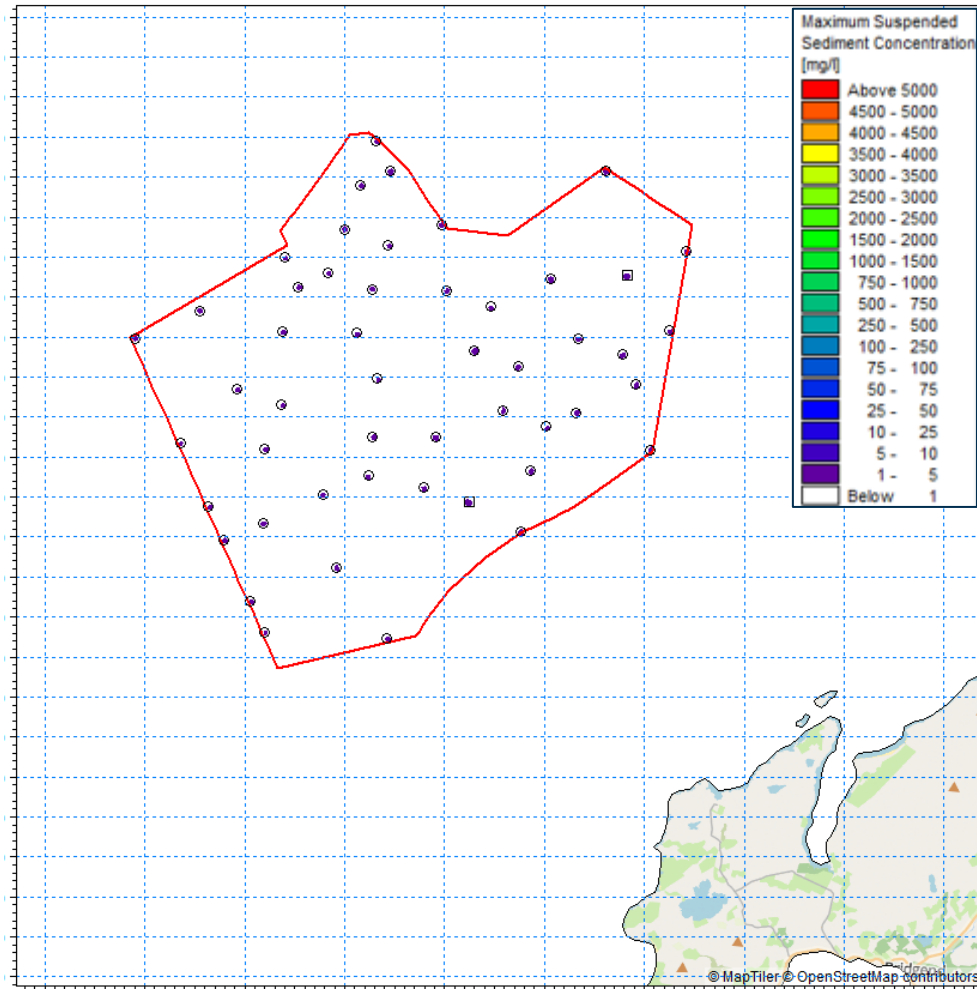 Maximum Suspended
Sediment Concentration
[mg/l]
Above 5000
4500 - 5000
4000 - 4500
3500 - 4000
3000 - 3500
2500 - 3000
2000 - 2500
1500 - 2000
1000 - 1500
750 - 1000
500 - 750
250 - 500
100 - 250
75 - 100
50 - 75
25 - 50
10 - 25
5 - 10
1 - 5
Below 1
Bridgend
© MapTiler © OpenStreetMap contributors